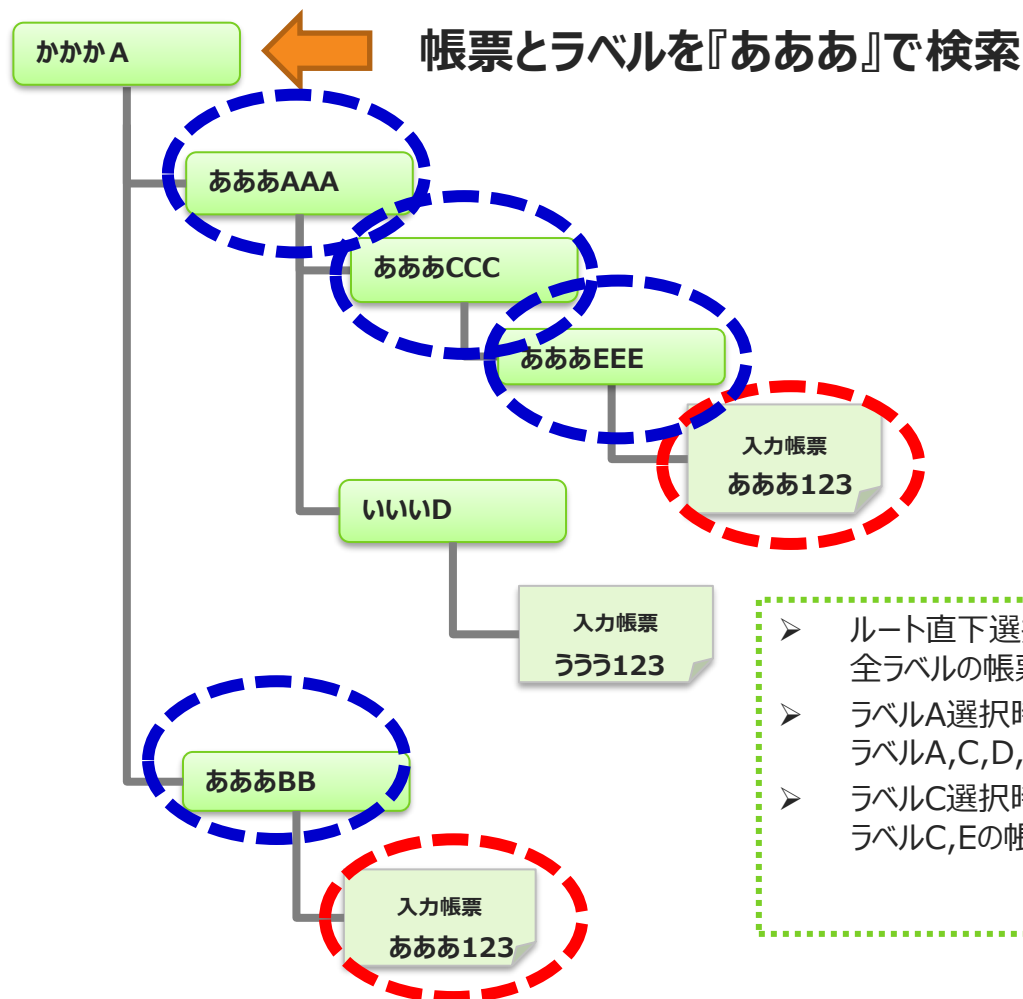 かかかA
帳票とラベルを『あああ』で検索
あああAAA
あああCCC
あああEEE
入力帳票
あああ123
いいいD
入力帳票
ううう123
➢ ルート直下選
全ラベルの帳
➢ ラベルA選択
ラベルA,C,D,
➢ ラベルC選択
ラベルC,Eの
あああBB
入力帳票
あああ123